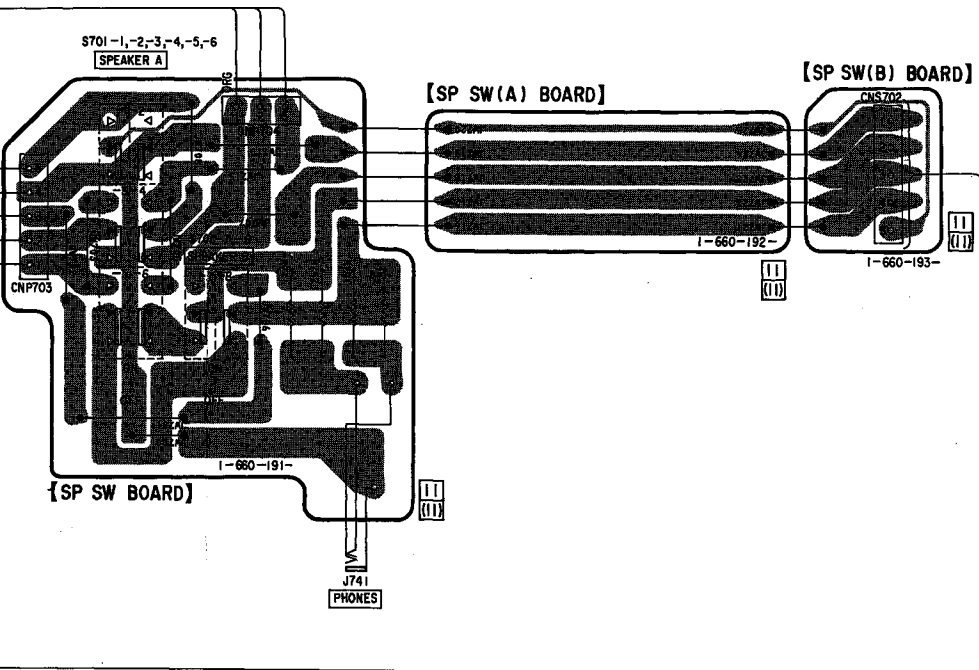 S701-1,-2,-3,-4,-5,-6
SPEAKER A
ORG
[SP SW(A) BOARD]
[SP SW(B) BOARD]
CNS702
CNP703
1-660-192-
11
(11)
11
(11)
1-660-193-
1-660-191-
[SP SW BOARD]
11
(11)
J741
PHONES